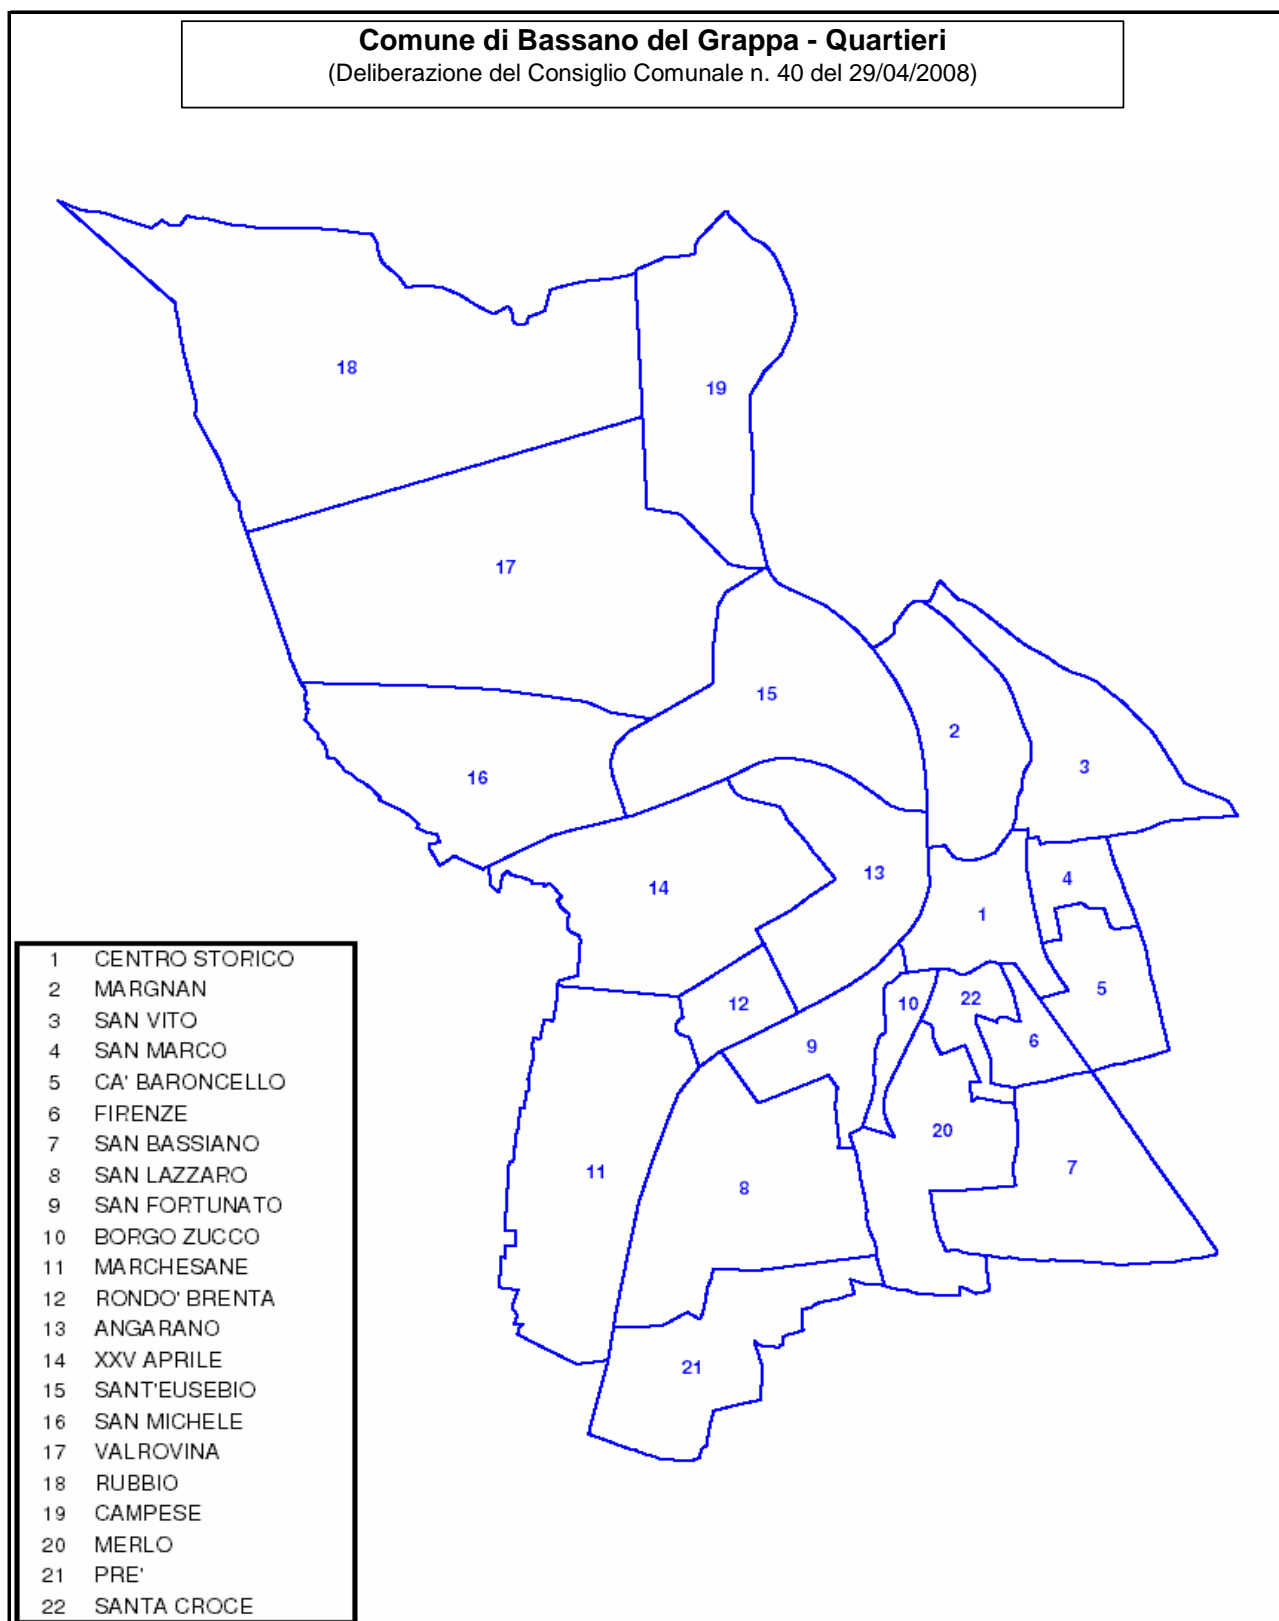 Comune di Bassano del Grappa - Quartieri
(Deliberazione del Consiglio Comunale n. 40 del 29/04/2008)
18
19
17
15
2
3
16
14
13
4
1
5
12
10
22
9
6
11
8
20
7
21
1 CENTRO STORICO
2 MARGNAN
3 SAN VITO
4 SAN MARCO
5 CA' BARONCELLO
6 FIRENZE
7 SAN BASSIANO
8 SAN LAZZARO
9 SAN FORTUNATO
10 BORGO ZUCCO
11 MARCHESANE
12 RONDO' BRENTA
13 ANGARANO
14 XXV APRILE
15 SANT'EUSEBIO
16 SAN MICHELE
17 VALROVINA
18 RUBBIO
19 CAMPESE
20 MERLO
21 PRE'
22 SANTA CROCE